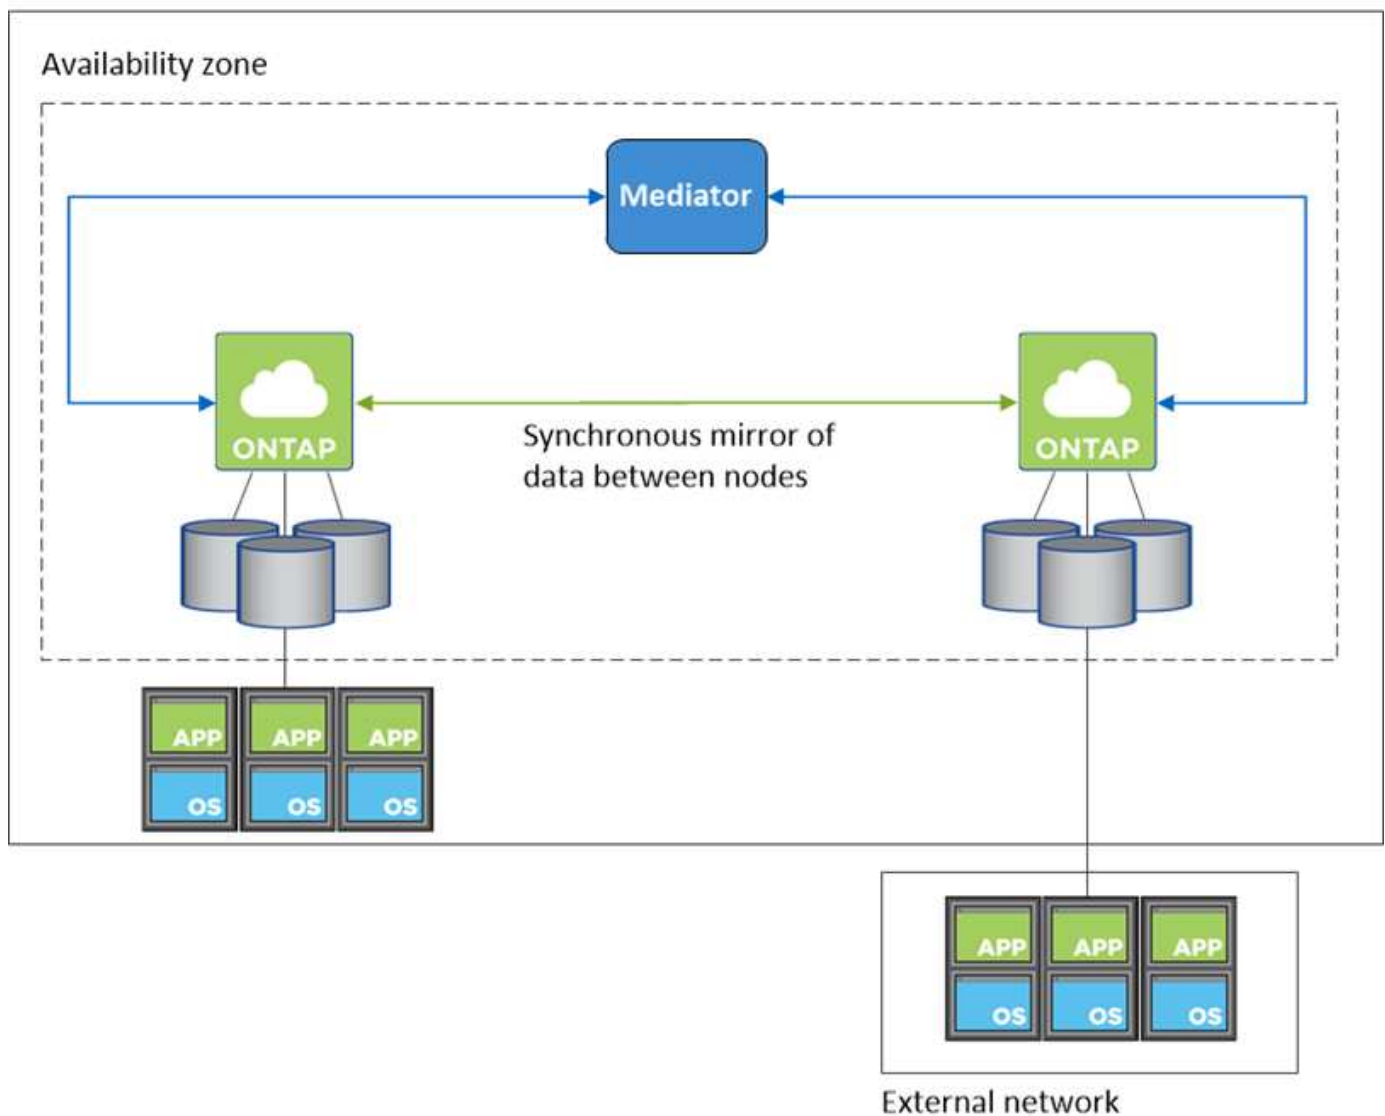 Availability zone
Mediator
ONTAP
ONTAP
Synchronous mirror of
data between nodes
APP
APP
APP
OS
OS
OS
APP
APP
APP
OS
OS
OS
External network